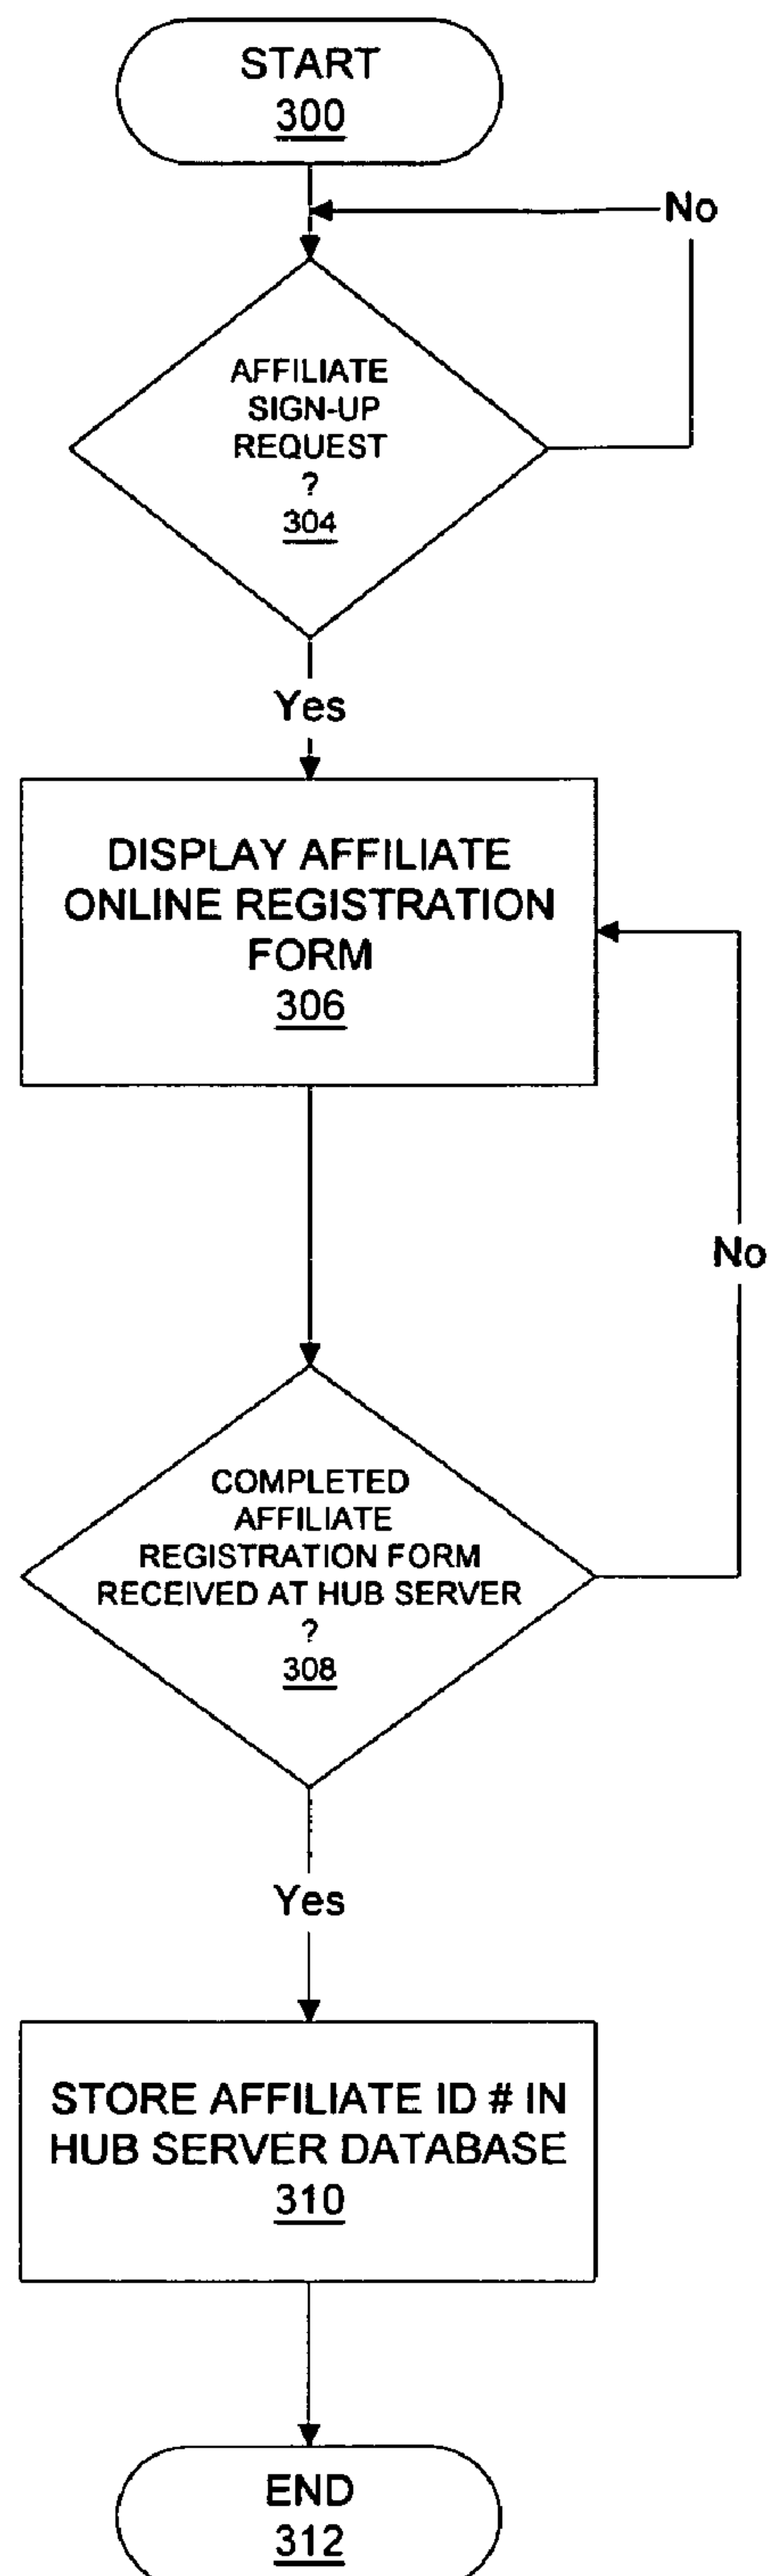 START
300
No
AFFILIATE
SIGN-UP
REQUEST
?
304
Yes
DISPLAY AFFILIATE
ONLINE REGISTRATION
FORM
306
No
COMPLETED
AFFILIATE
REGISTRATION FORM
RECEIVED AT HUB SERVER
?
308
Yes
STORE AFFILIATE ID # IN
HUB SERVER DATABASE
310
END
312